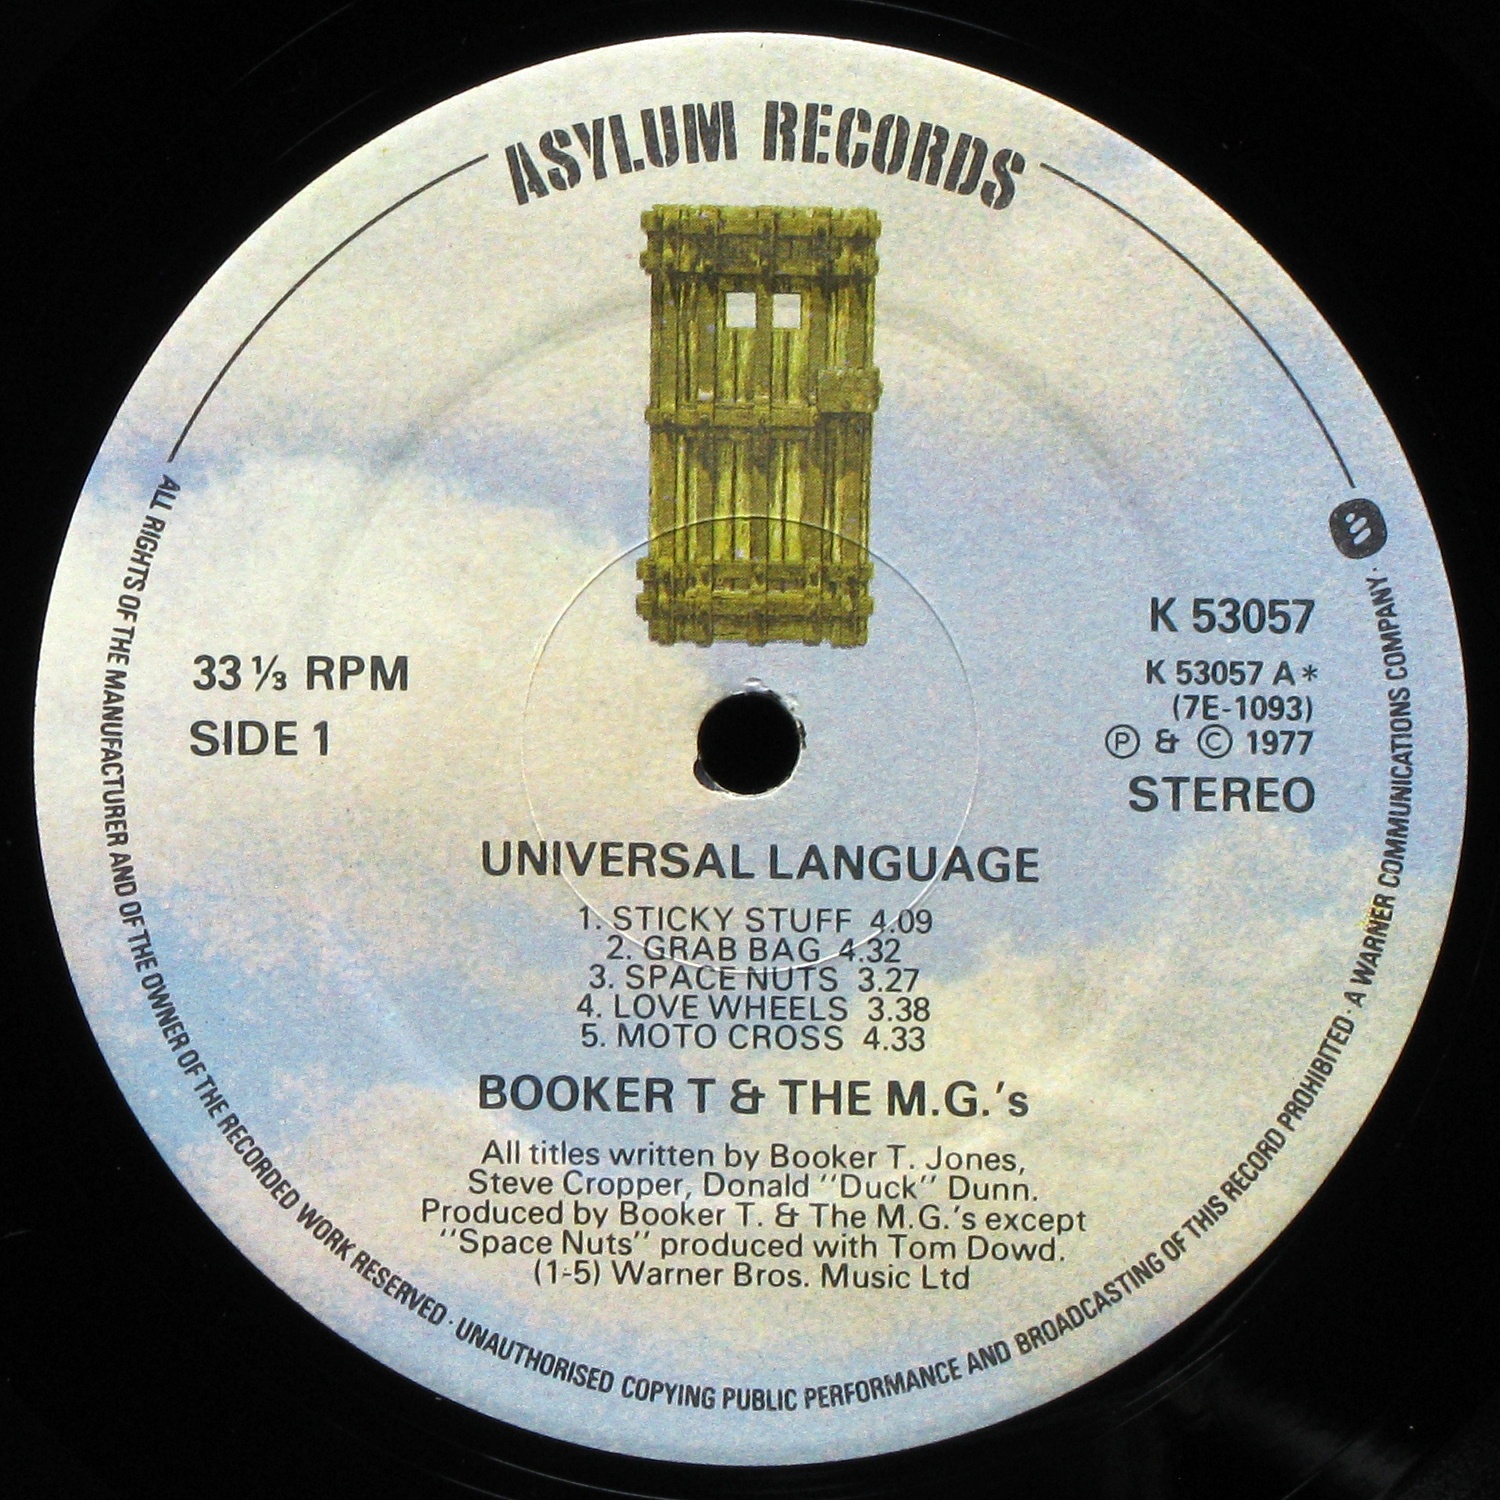 ASYLUM RECORDS
K 53057
33 ⅓ RPM
K 53057 A*
(7E-1093)
SIDE 1
Ⓟ & Ⓒ 1977
STEREO
UNIVERSAL LANGUAGE
1. STICKY STUFF 4.09
2. GRAB BAG 4.32
3. SPACE NUTS 3.27
4. LOVE WHEELS 3.38
5. MOTO CROSS 4.33
BOOKER T & THE M.G.'s
All titles written by Booker T. Jones,
Steve Cropper, Donald "Duck" Dunn.
Produced by Booker T. & The M.G.'s except
"Space Nuts" produced with Tom Dowd.
(1-5) Warner Bros. Music Ltd
ALL RIGHTS OF THE MANUFACTURER AND OF THE OWNER OF THE RECORDED WORK RESERVED · UNAUTHORISED COPYING PUBLIC PERFORMANCE AND BROADCASTING OF THIS RECORD PROHIBITED · A WARNER COMMUNICATIONS COMPANY ·